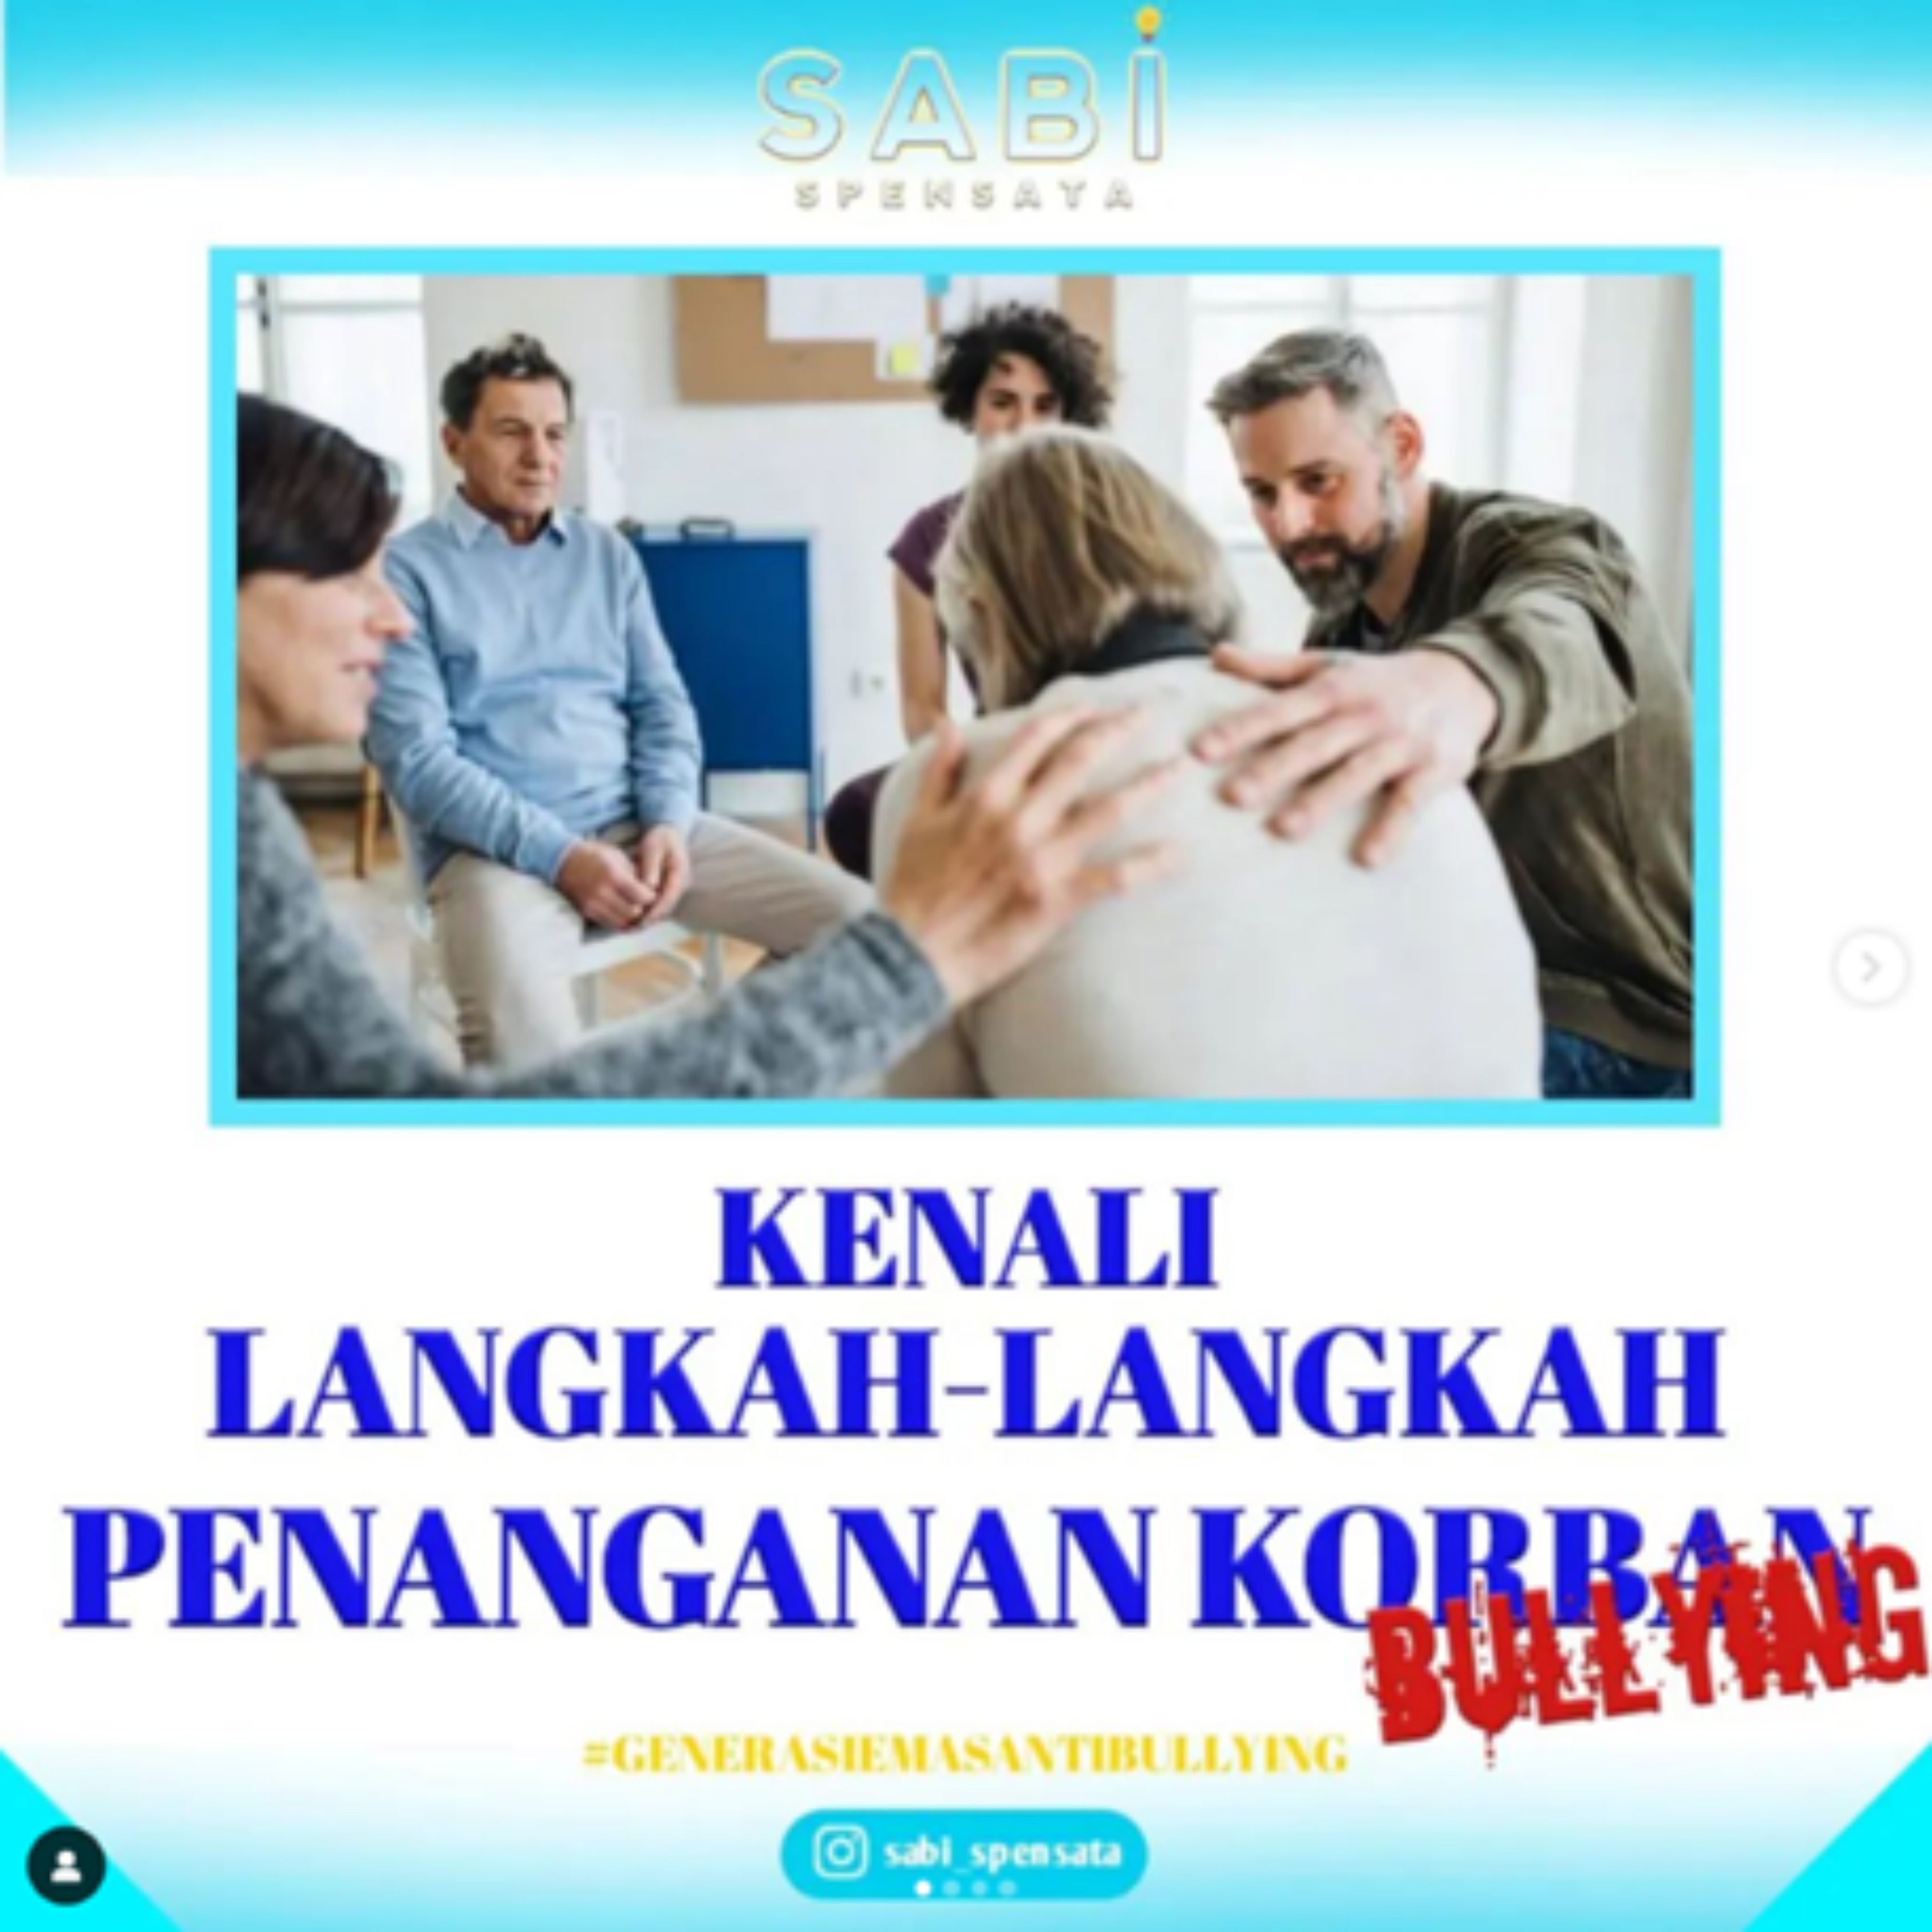 SABI
SPENSATA
KENALI
LANGKAH-LANGKAH
PENANGANAN KORBAN
BULLYING
#GENERASIEMASANTIBULLYING
sabi_spensata